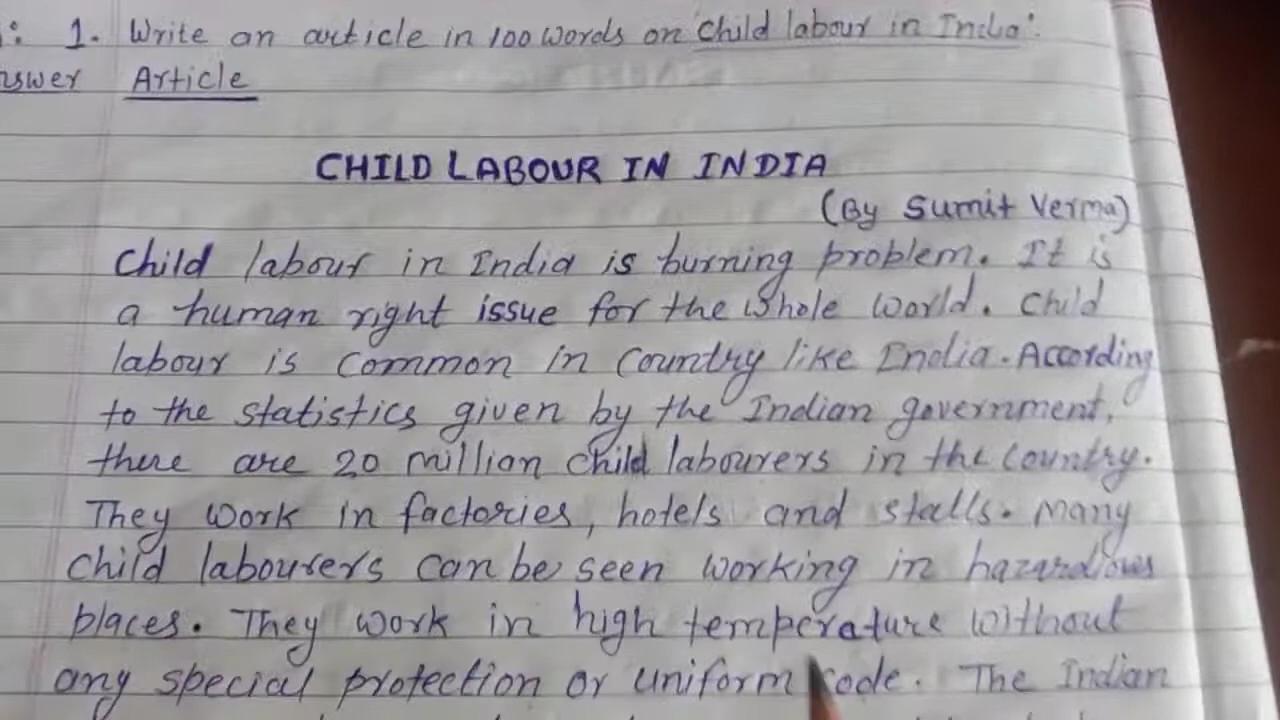 : 1. Write an article in 100 words on 'Child labour in India'.
nswer Article
CHILD LABOUR IN INDIA
(By Sumit Verma)
Child labour in India is burning problem. It is
a human right issue for the whole world. Child
labour is common in country like India. According
to the statistics given by the Indian government,
there are 20 million child labourers in the country.
They work in factories, hotels and stalls. Many
child labourers can be seen working in hazardious
places. They work in high temperature without
any special protection or uniform code. The Indian